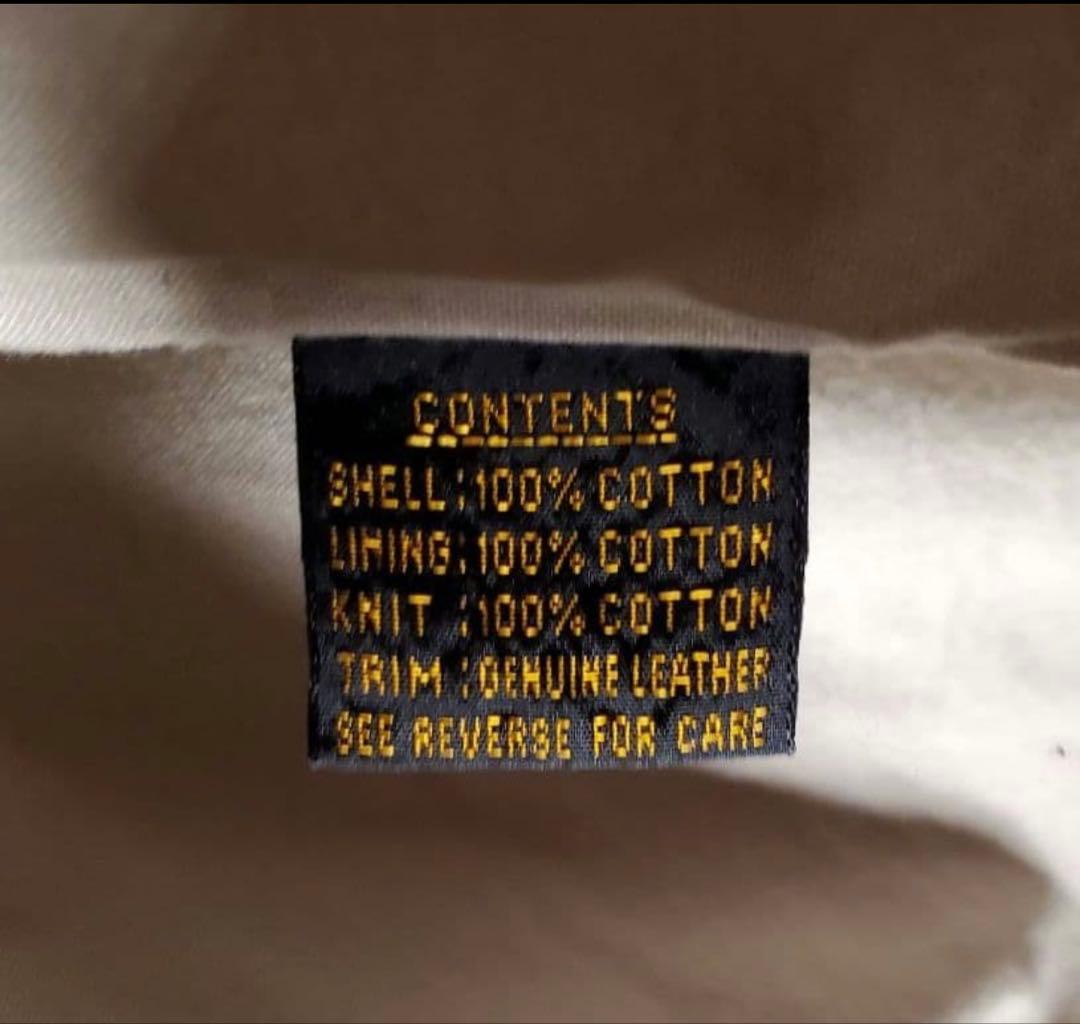 CONTENTS
SHELL:100% COTTON
LINING:100% COTTON
KNIT :100% COTTON
TRIM :GENUINE LEATHER
SEE REVERSE FOR CARE